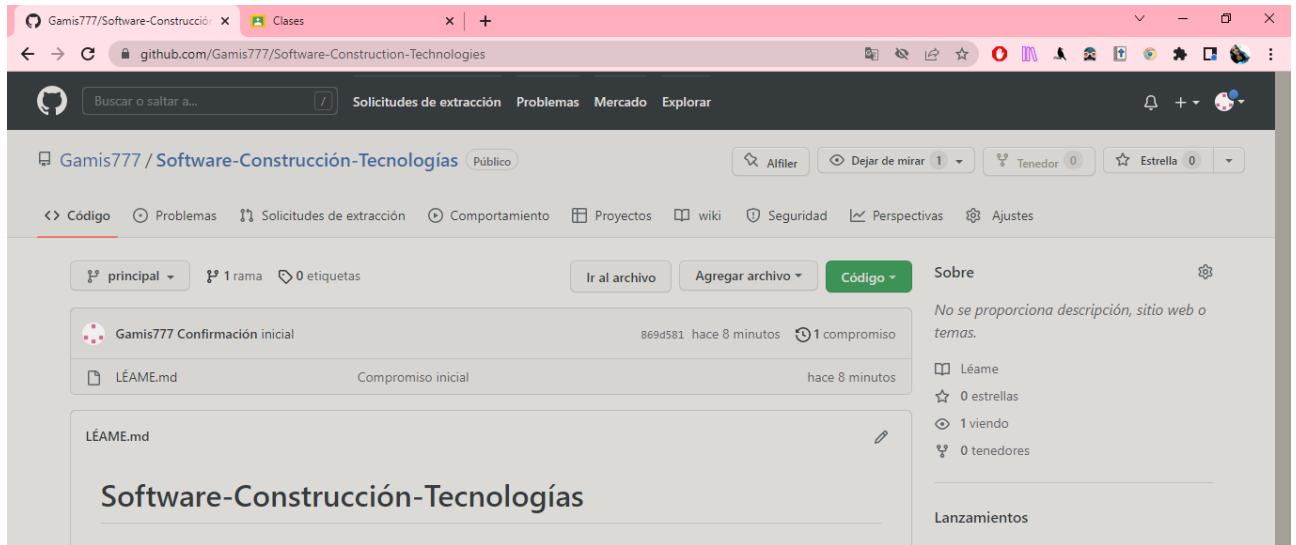 Gamis777/Software-Construcción
Clases
github.com/Gamis777/Software-Construction-Technologies
Buscar o saltar a... /
Solicitudes de extracción Problemas Mercado Explorar
Gamis777 / Software-Construcción-Tecnologías Público
Alfiler Dejar de mirar 1 Tenedor 0 Estrella 0
Código Problemas Solicitudes de extracción Comportamiento Proyectos wiki Seguridad Perspectivas Ajustes
principal 1 rama 0 etiquetas Ir al archivo Agregar archivo Código
Gamis777 Confirmación inicial 869d581 hace 8 minutos 1 compromiso
LÉAME.md Compromiso inicial hace 8 minutos
LÉAME.md
Software-Construcción-Tecnologías
Sobre
No se proporciona descripción, sitio web o
temas.
Léame
0 estrellas
1 viendo
0 tenedores
Lanzamientos